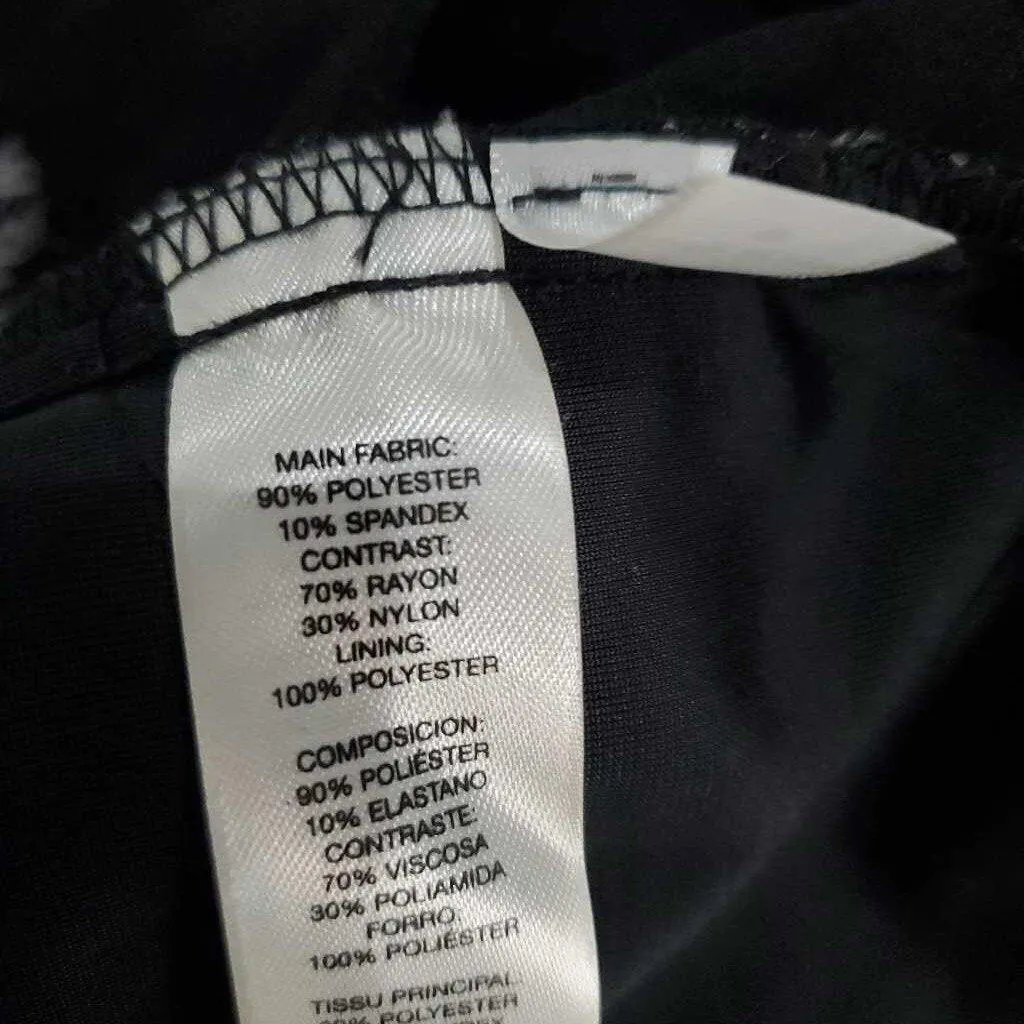 MAIN FABRIC:
90% POLYESTER
10% SPANDEX
CONTRAST:
70% RAYON
30% NYLON
LINING:
100% POLYESTER
COMPOSICION:
90% POLIÉSTER
10% ELASTANO
CONTRASTE:
70% VISCOSA
30% POLIAMIDA
FORRO:
100% POLIÉSTER
TISSU PRINCIPAL:
POLYESTER